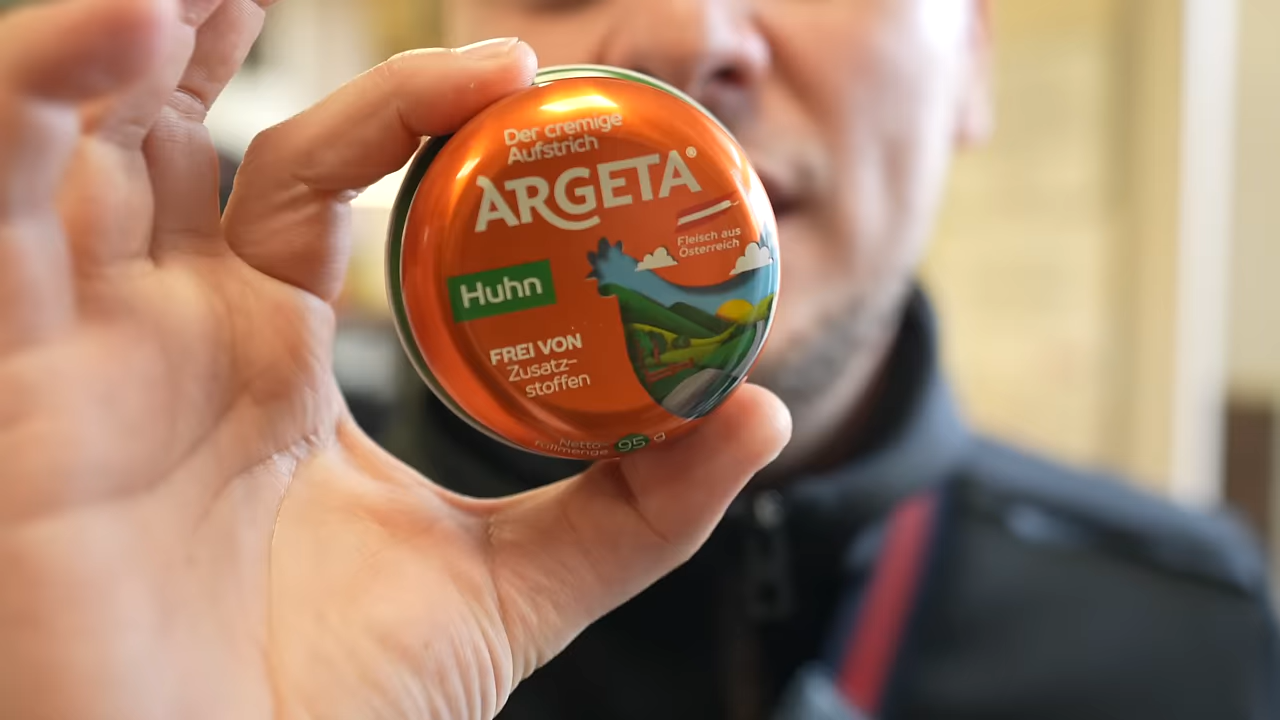 Der cremige
Aufstrich
ARGETA®
Fleisch aus
Österreich
Huhn
FREI VON
Zusatz-
stoffen
Netto-
füllmenge 95 g